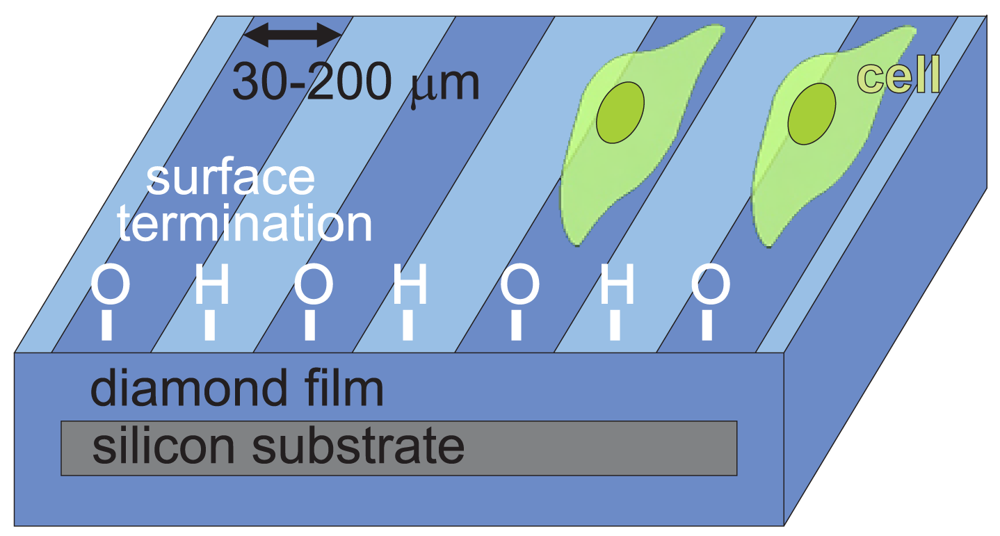 30-200 μm
cell
surface
termination
O H O H O H O
diamond film
silicon substrate